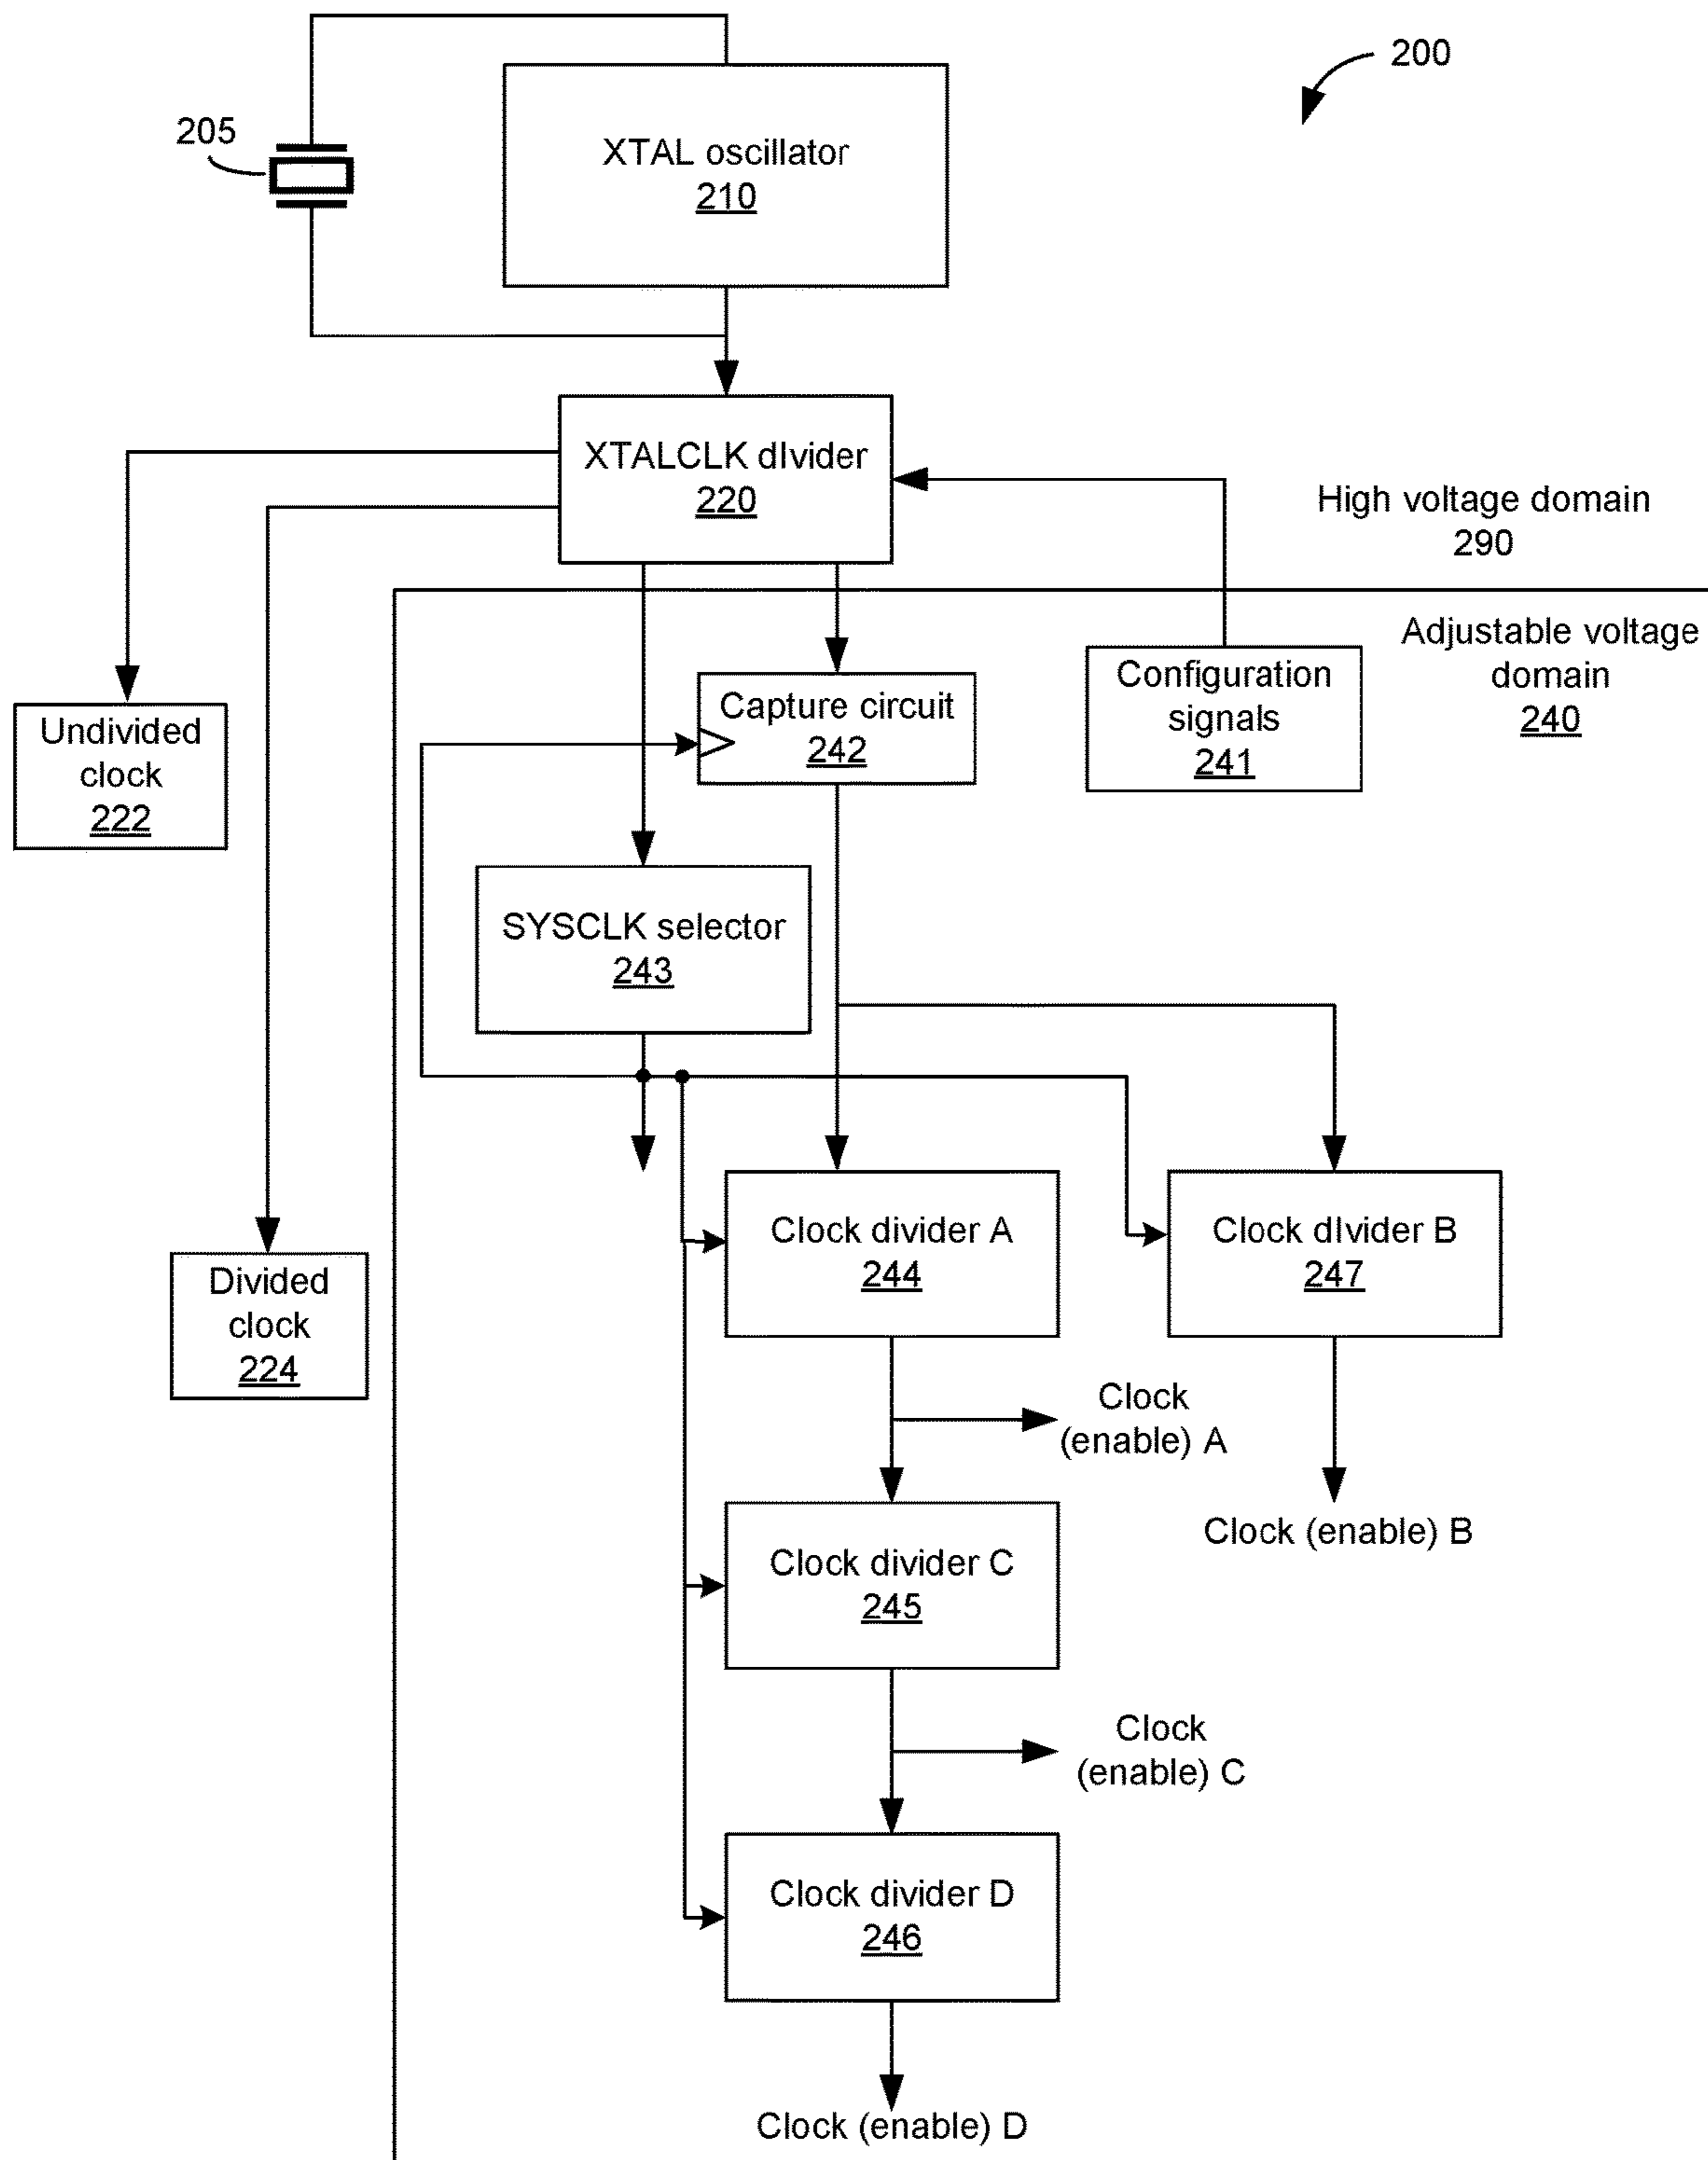 200
205
XTAL oscillator
210
XTALCLK dIvider
220
High voltage domain
290
Adjustable voltage
domain
240
Configuration
signals
241
Capture circuit
242
Undivided
clock
222
SYSCLK selector
243
Clock divider A
244
Clock dIvider B
247
Divided
clock
224
Clock
(enable) A
Clock (enable) B
Clock divider C
245
Clock
(enable) C
Clock divider D
246
Clock (enable) D